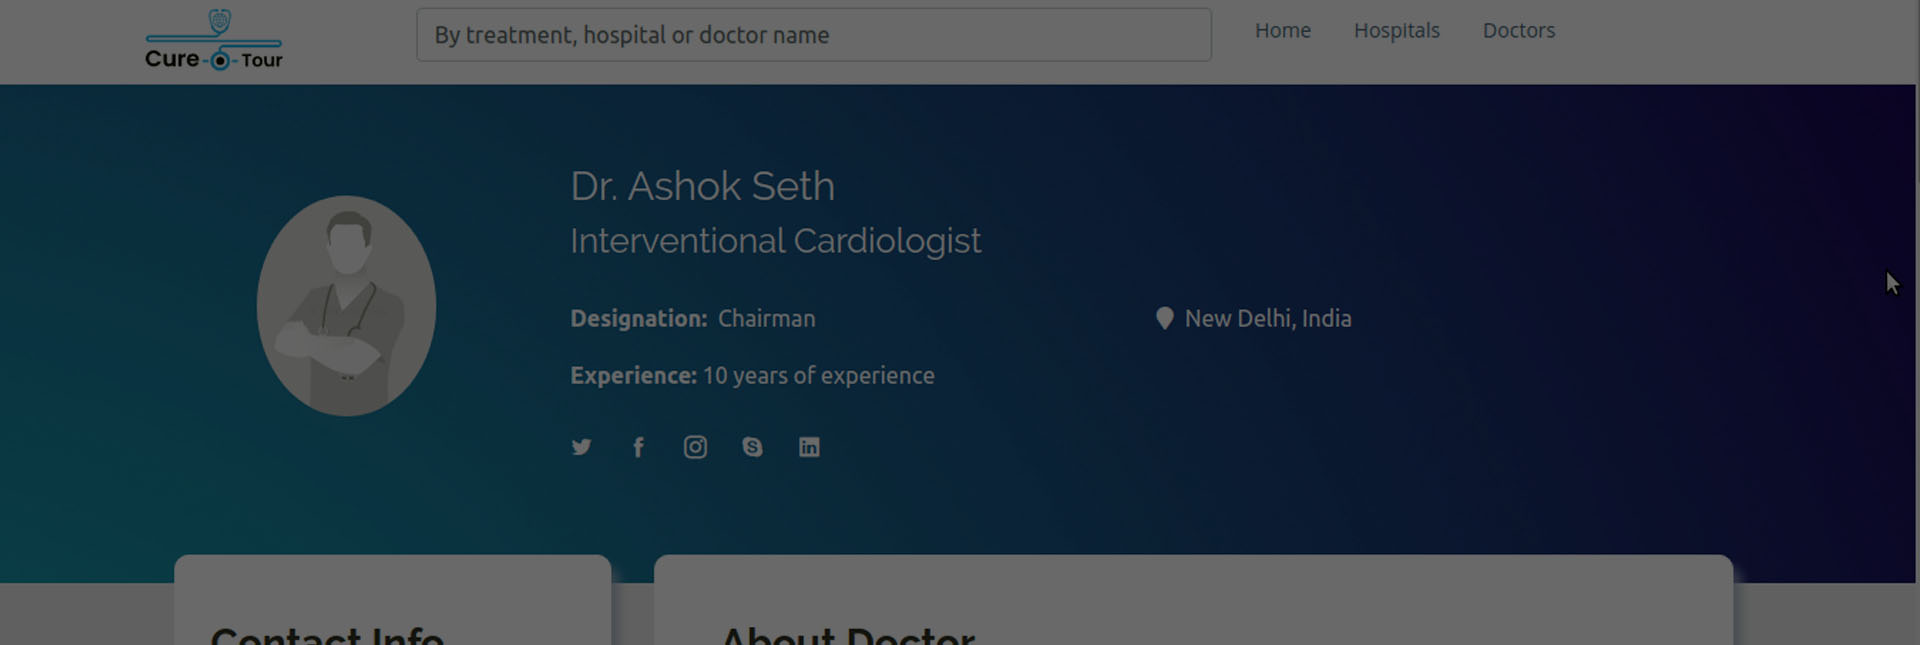 Cure-O-Tour
By treatment, hospital or doctor name
Home
Hospitals
Doctors
Dr. Ashok Seth
Interventional Cardiologist
Designation: Chairman
New Delhi, India
Experience: 10 years of experience
Contact Info
About Doctor